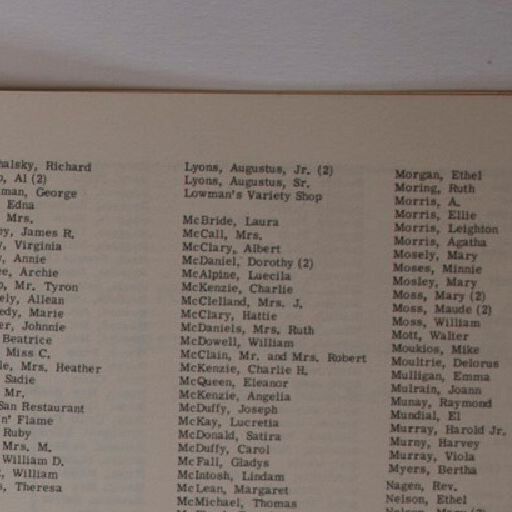 halsky, Richard
, Al (2)
man, George
Edna
Mrs.
y, James R.
, Virginia
, Annie
e, Archie
, Mr. Tyron
ely, Allean
edy, Marie
er, Johnnie
Beatrice
Miss C.
le, Mrs. Heather
Sadie
Mr.
San Restaurant
n' Flame
Ruby
Mrs. M.
William D.
, William
s, Theresa
Lyons, Augustus, Jr. (2)
Lyons, Augustus, Sr.
Lowman's Variety Shop
McBride, Laura
McCall, Mrs.
McClary, Albert
McDaniel, Dorothy (2)
McAlpine, Luecila
McKenzie, Charlie
McClelland, Mrs. J.
McClary, Hattie
McDaniels, Mrs. Ruth
McDowell, William
McClain, Mr. and Mrs. Robert
McKenzie, Charlie H.
McQueen, Eleanor
McKenzie, Angelia
McDuffy, Joseph
McKay, Lucretia
McDonald, Satira
McDuffy, Carol
McFall, Gladys
McIntosh, Lindam
McLean, Margaret
McMichael, Thomas
Morgan, Ethel
Moring, Ruth
Morris, A.
Morris, Ellie
Morris, Leighton
Morris, Agatha
Mosely, Mary
Moses, Minnie
Mosley, Mary
Moss, Mary (2)
Moss, Maude (2)
Moss, William
Mott, Walter
Moukios, Mike
Moultrie, Delorus
Mulligan, Emma
Mulrain, Joann
Munay, Raymond
Mundial, El
Murray, Harold Jr.
Murny, Harvey
Murray, Viola
Myers, Bertha
Nagen, Rev.
Nelson, Ethel